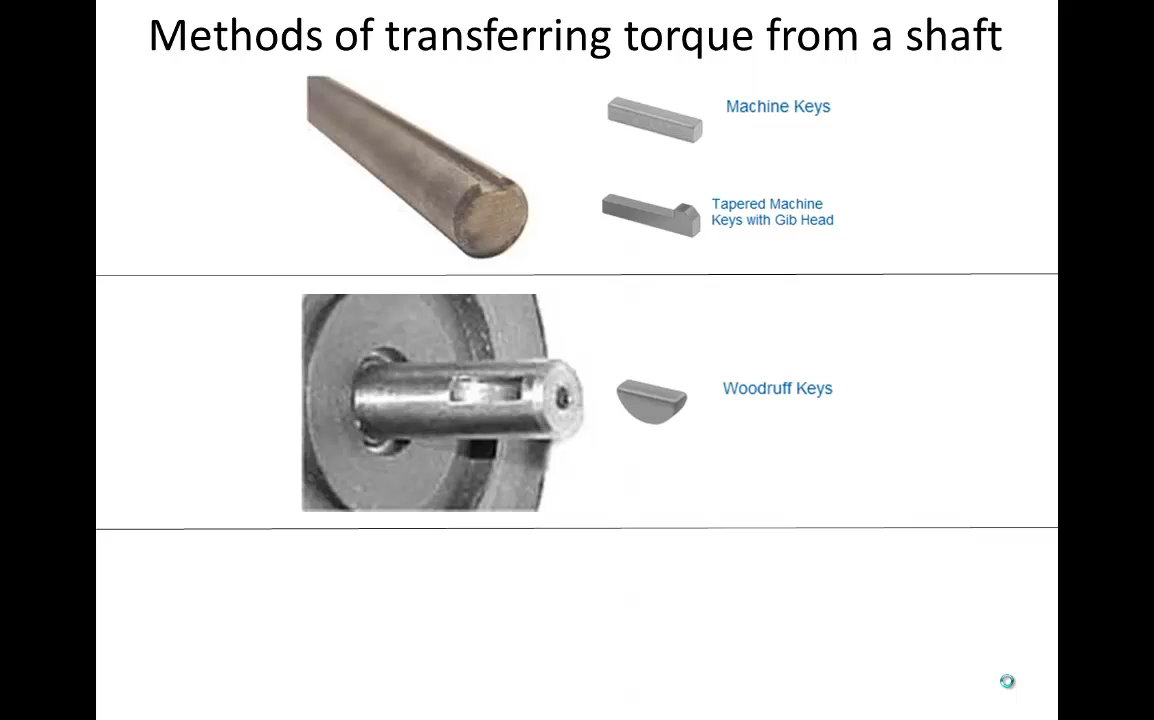 Methods of transferring torque from a shaft
Machine Keys
Tapered Machine
Keys with Gib Head
Woodruff Keys